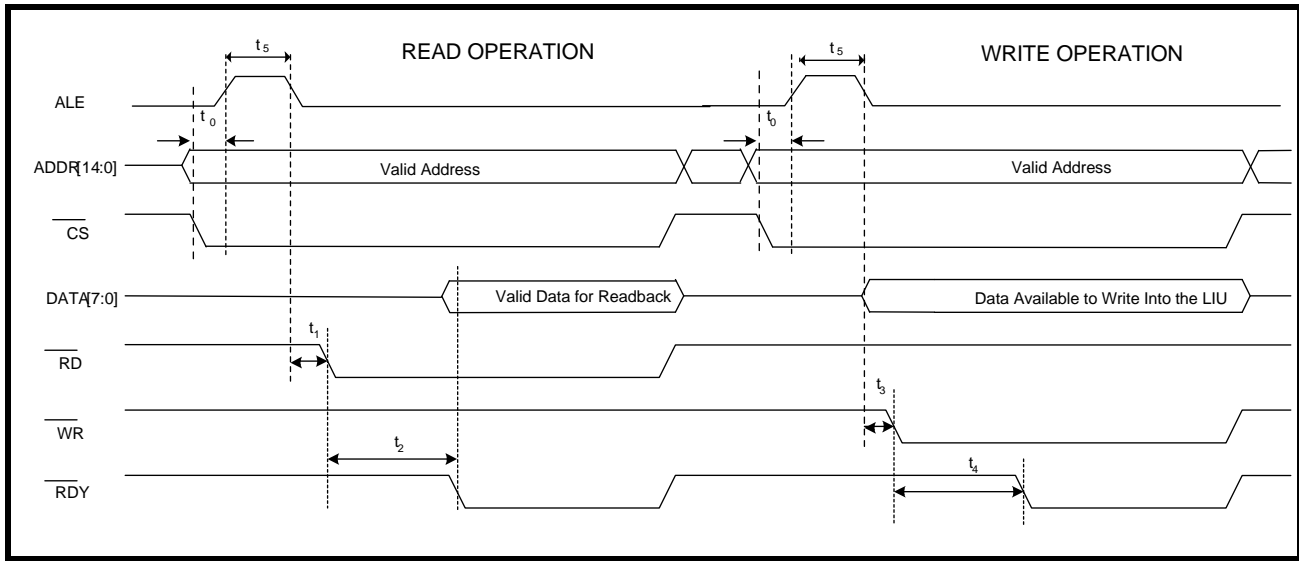 READ OPERATION WRITE OPERATION
t5 t5
ALE
t0 t0
ADDR[14:0] Valid Address Valid Address
CS
DATA[7:0] Valid Data for Readback Data Available to Write Into the LIU
t1
RD
t3
WR
t2 t4
RDY